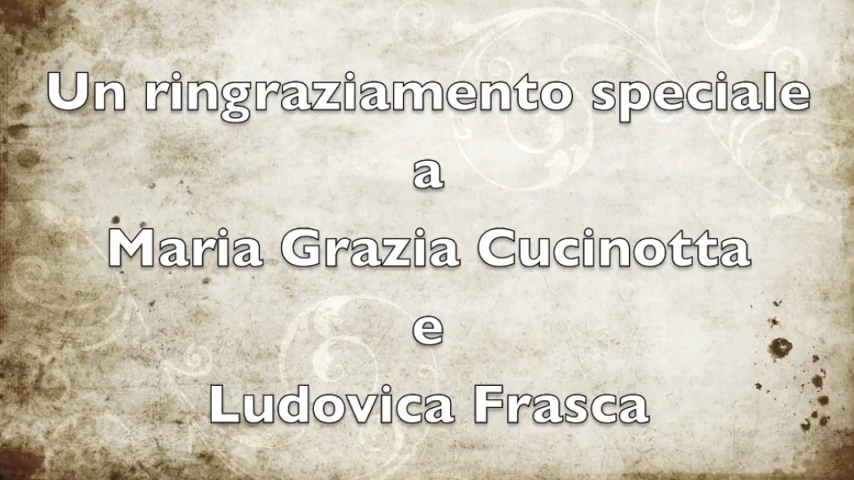 Un ringraziamento speciale
a
Maria Grazia Cucinotta
e
Ludovica Frasca